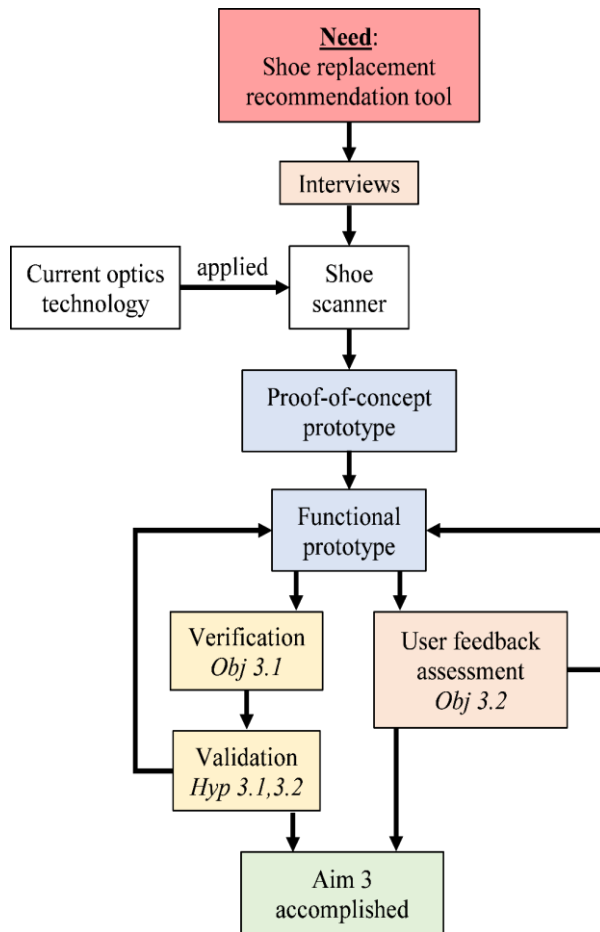 Need:
Shoe replacement
recommendation tool
Interviews
Current optics
technology
applied
Shoe
scanner
Proof-of-concept
prototype
Functional
prototype
Verification
Obj 3.1
User feedback
assessment
Obj 3.2
Validation
Hyp 3.1,3.2
Aim 3
accomplished